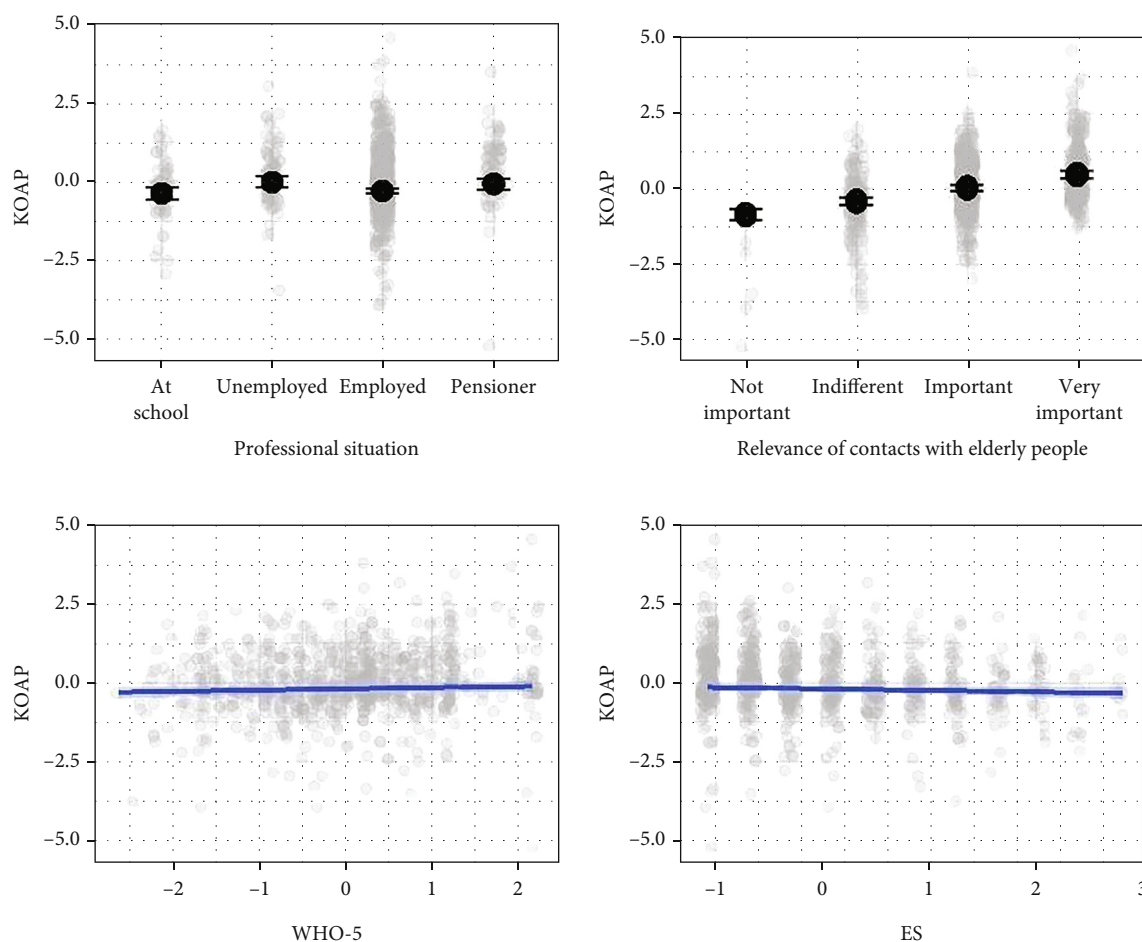 5.0
2.5
0.0
−2.5
−5.0
KOAP
At
school
Unemployed
Employed
Pensioner
Professional situation
5.0
2.5
0.0
−2.5
−5.0
KOAP
Not
important
Indifferent
Important
Very
important
Relevance of contacts with elderly people
5.0
2.5
0.0
−2.5
−5.0
KOAP
−2
−1
0
1
2
WHO-5
5.0
2.5
0.0
−2.5
−5.0
KOAP
−1
0
1
2
3
ES